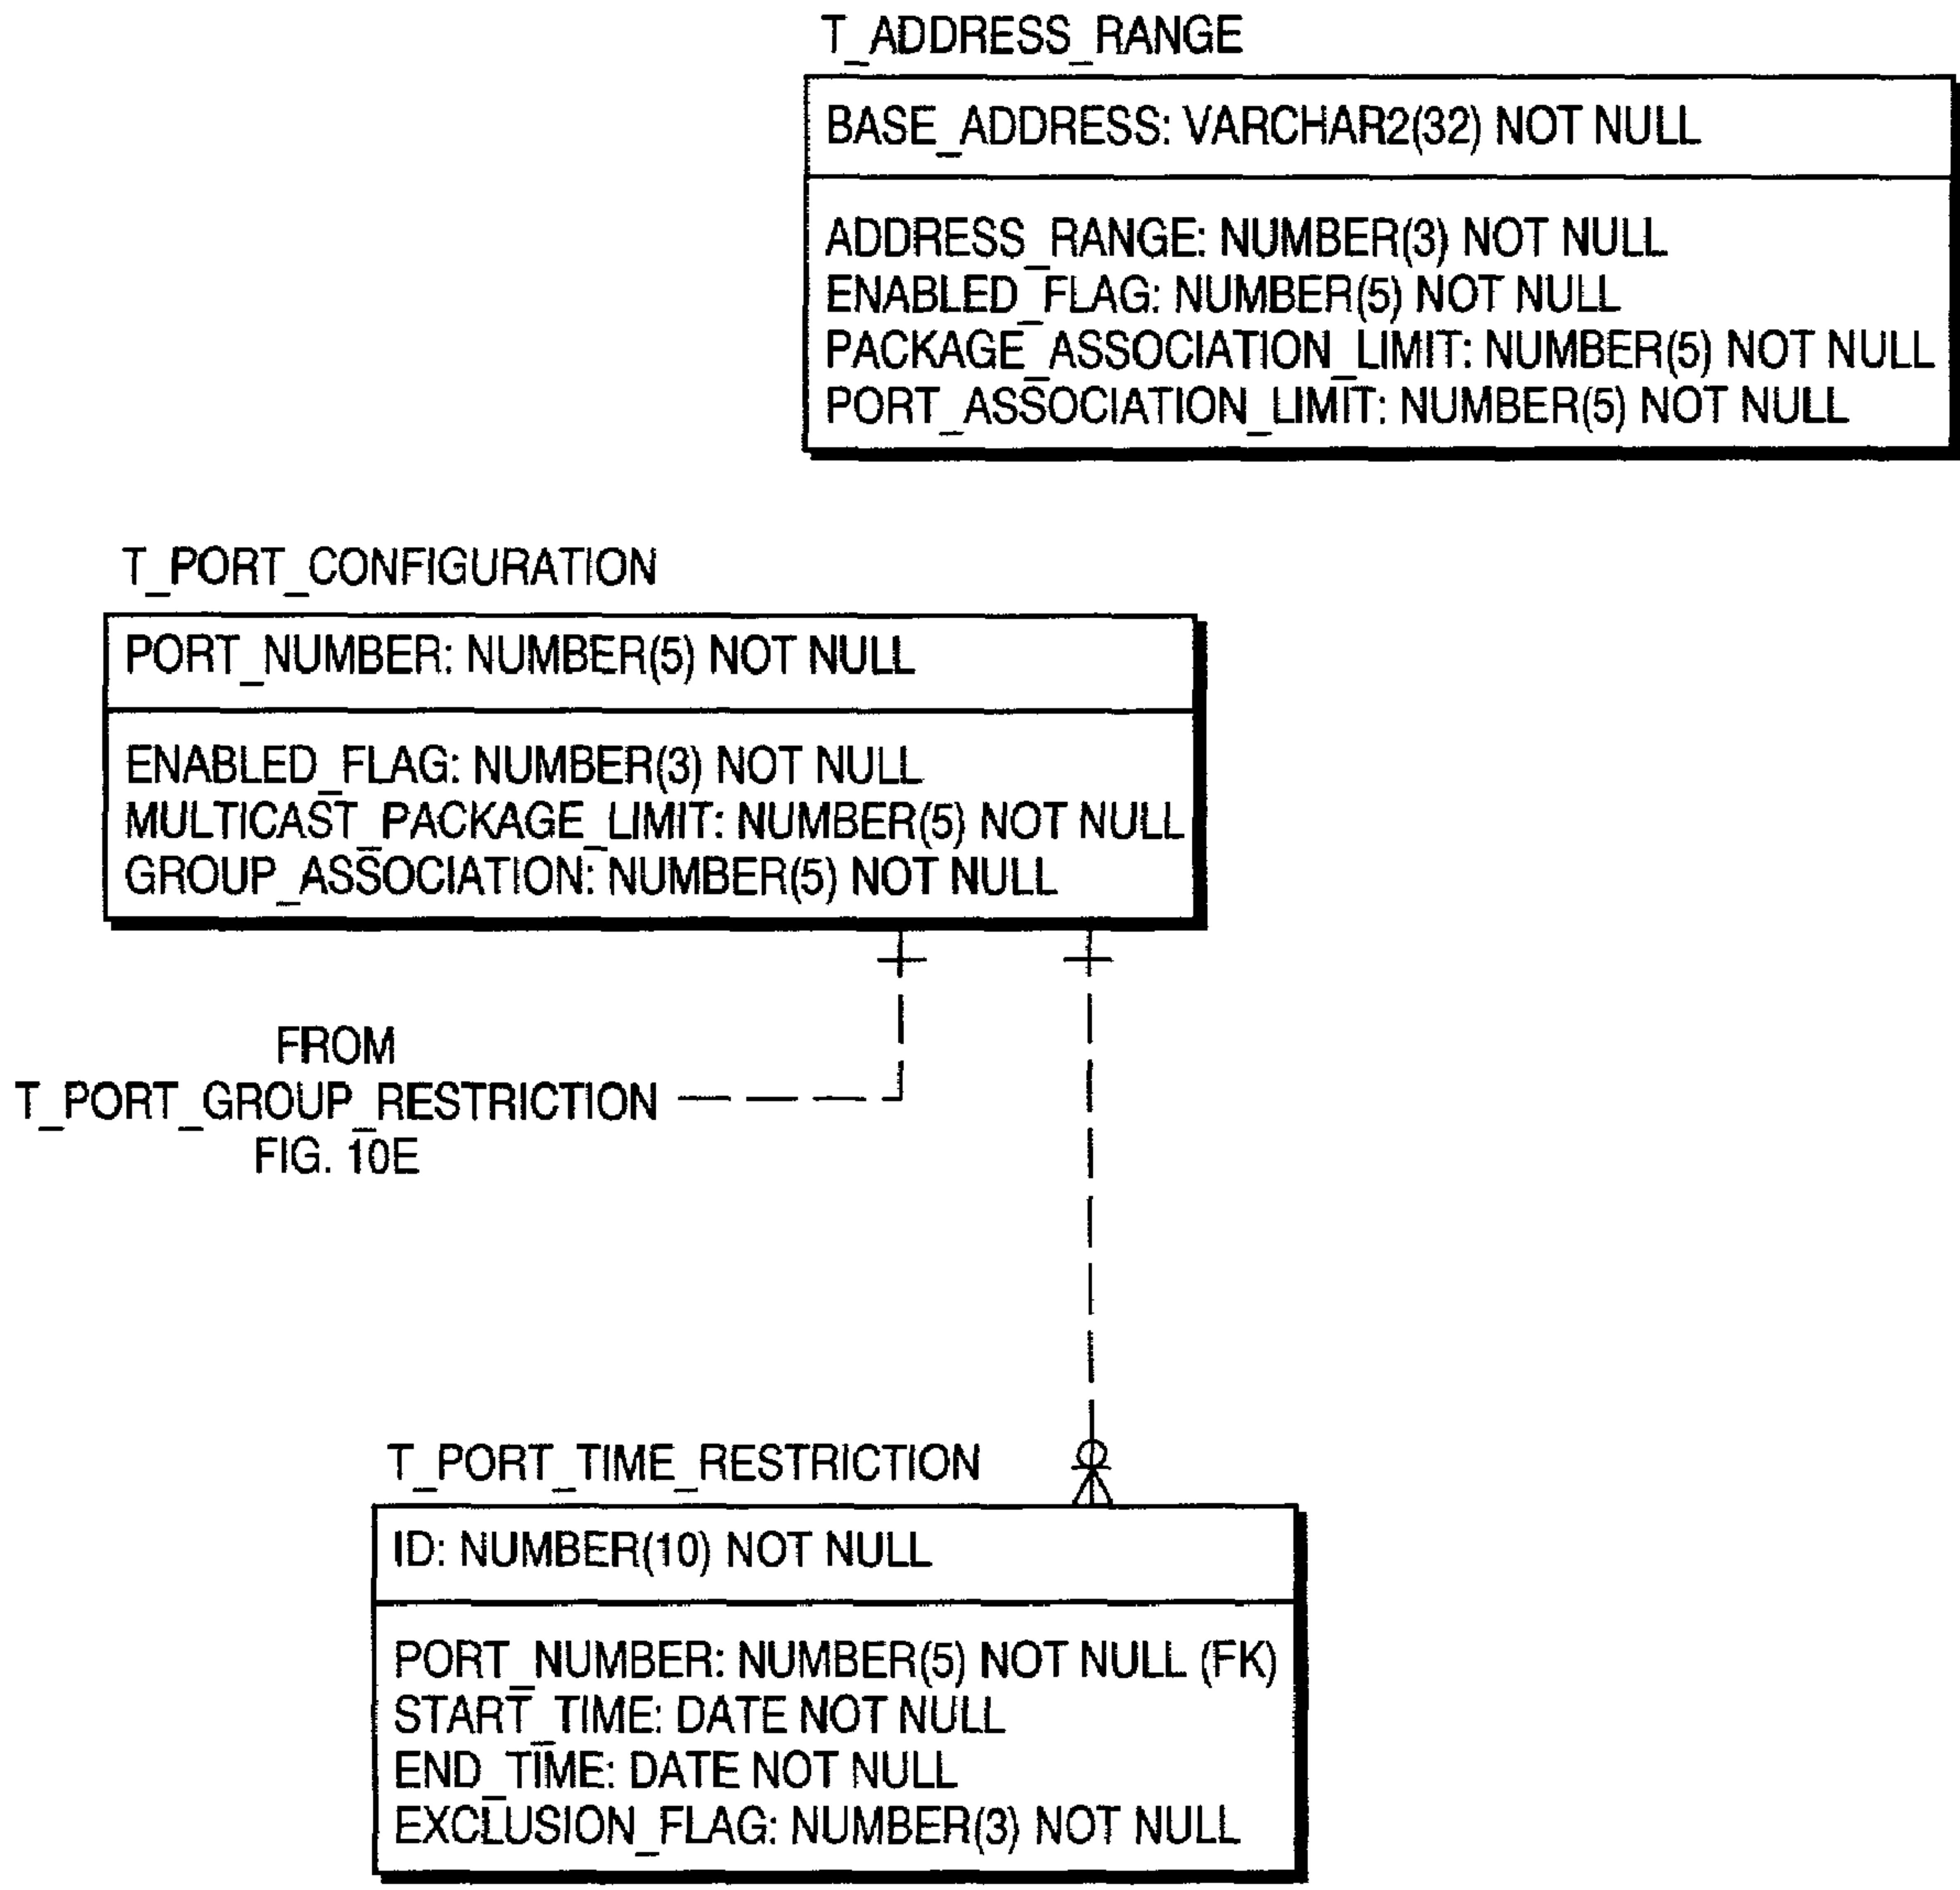 T_ADDRESS_RANGE
BASE_ADDRESS: VARCHAR2(32) NOT NULL
ADDRESS_RANGE: NUMBER(3) NOT NULL
ENABLED_FLAG: NUMBER(5) NOT NULL
PACKAGE_ASSOCIATION_LIMIT: NUMBER(5) NOT NULL
PORT_ASSOCIATION_LIMIT: NUMBER(5) NOT NULL
T_PORT_CONFIGURATION
PORT_NUMBER: NUMBER(5) NOT NULL
ENABLED_FLAG: NUMBER(3) NOT NULL
MULTICAST_PACKAGE_LIMIT: NUMBER(5) NOT NULL
GROUP_ASSOCIATION: NUMBER(5) NOT NULL
FROM
T_PORT_GROUP_RESTRICTION
FIG. 10E
T_PORT_TIME_RESTRICTION
ID: NUMBER(10) NOT NULL
PORT_NUMBER: NUMBER(5) NOT NULL (FK)
START_TIME: DATE NOT NULL
END_TIME: DATE NOT NULL
EXCLUSION_FLAG: NUMBER(3) NOT NULL